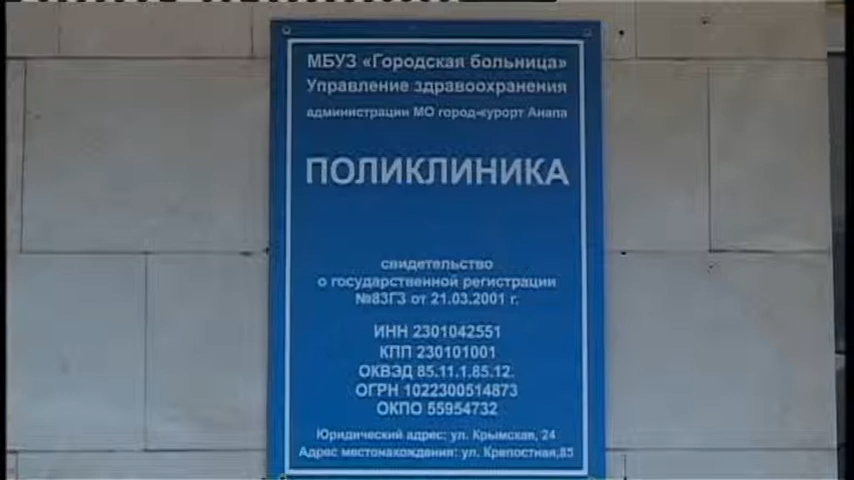 МБУЗ «Городская больница»
Управление здравоохранения
администрации МО город-курорт Анапа
ПОЛИКЛИНИКА
свидетельство
о государственной регистрации
№83ГЗ от 21.03.2001 г.
ИНН 2301042551
КПП 230101001
ОКВЭД 85.11.1.85.12.
ОГРН 1022300514873
ОКПО 55954732
Юридический адрес: ул. Крымская, 24
Адрес местонахождения: ул. Крепостная,85